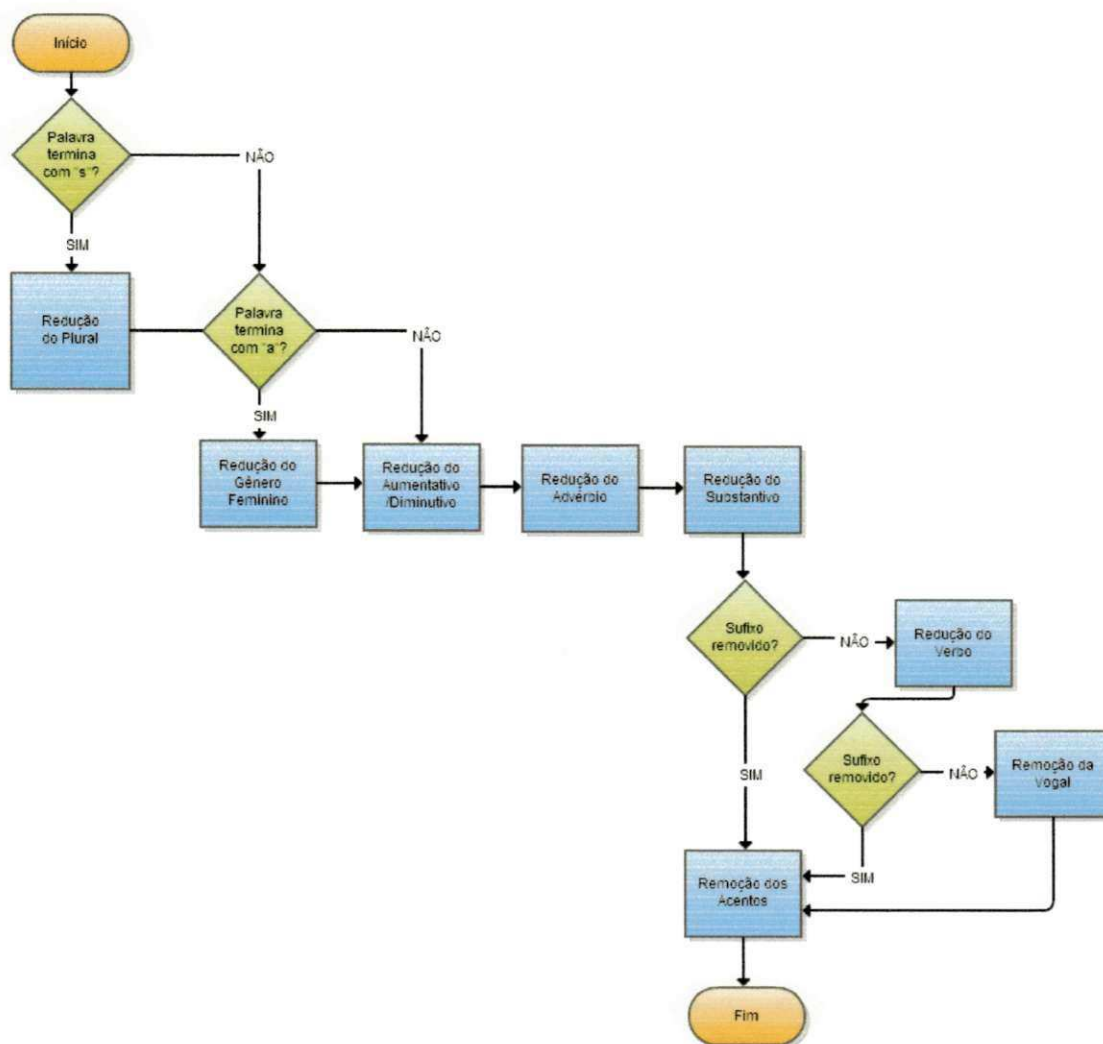 Início
Palavra
termina
com "s"?
NÃO
SIM
Redução
do Plural
Palavra
termina
com "a"?
NÃO
SIM
Redução do
Gênero
Feminino
Redução do
Aumentativo
/Diminutivo
Redução do
Advérbio
Redução do
Substantivo
Sufixo
removido?
NÃO
Redução do
Verbo
SIM
Sufixo
removido?
NÃO
Remoção da
Vogal
SIM
Remoção dos
Acentos
Fim